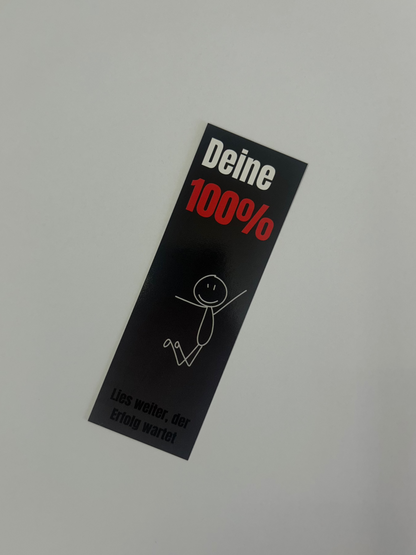 Deine
100%
Lies weiter, der
Erfolg wartet